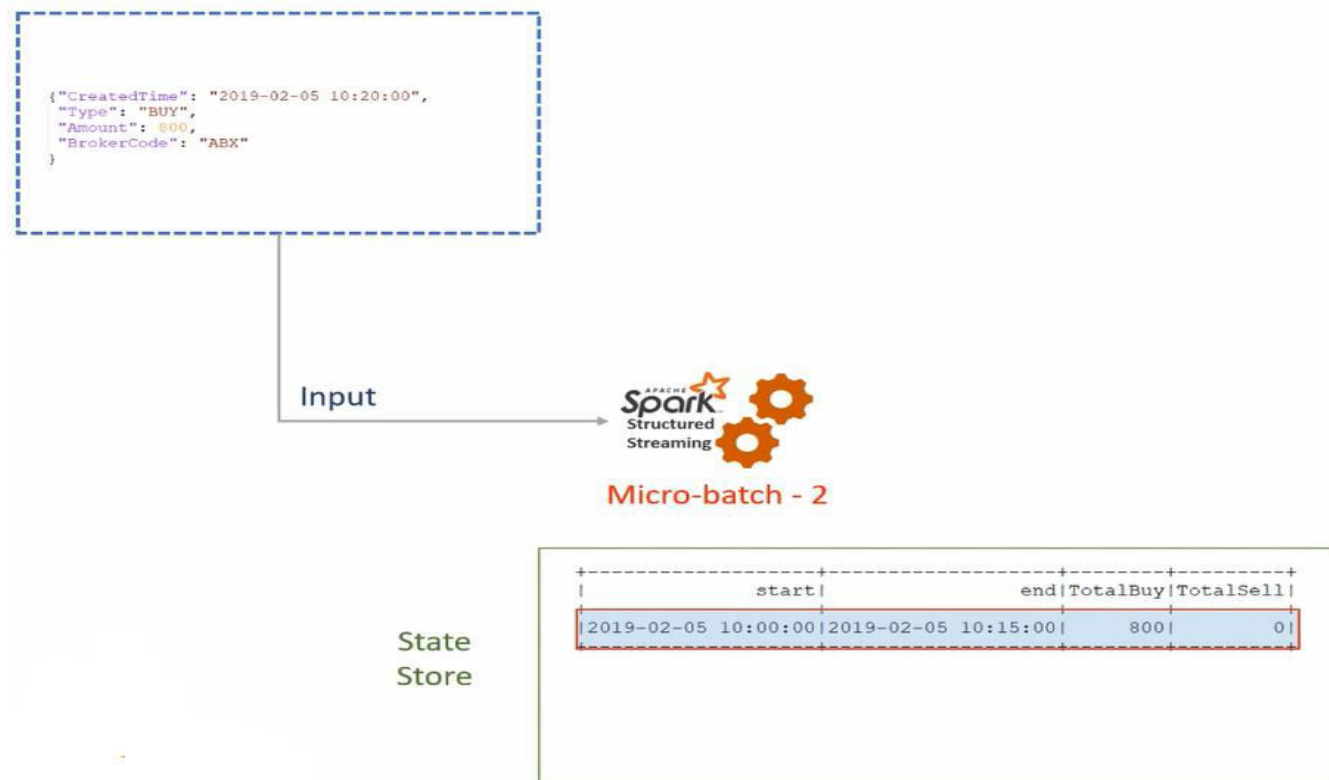 {"CreatedTime": "2019-02-05 10:20:00",
"Type": "BUY",
"Amount": 800,
"BrokerCode": "ABX"
}
Input
APACHE
Spark
Structured
Streaming
Micro-batch - 2
State
Store
+--------------------+--------------------+--------+---------+
| start| end|TotalBuy|TotalSell|
|2019-02-05 10:00:00|2019-02-05 10:15:00| 800| 0|
+--------------------+--------------------+--------+---------+